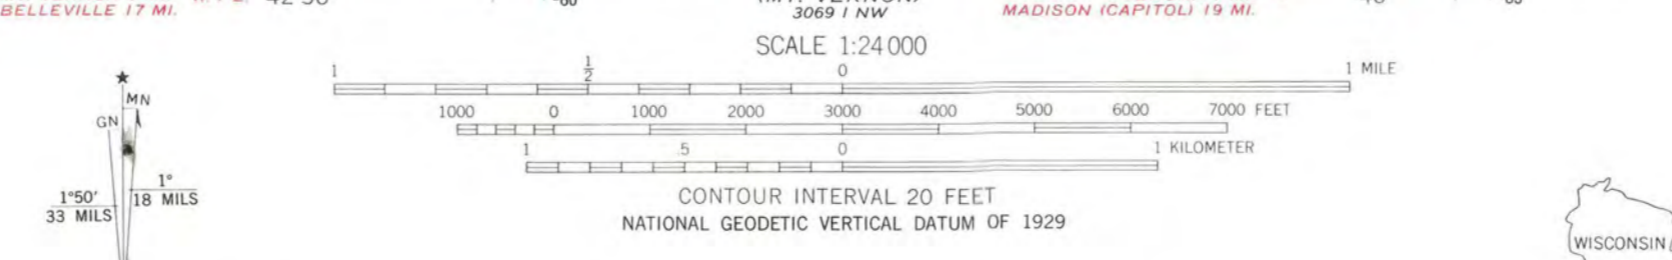 BELLEVILLE 17 MI.
3069 I NW
MADISON (CAPITOL) 19 MI.
SCALE 1:24 000
1 1/2 0 1 MILE
1000 0 1000 2000 3000 4000 5000 6000 7000 FEET
1 .5 0 1 KILOMETER
CONTOUR INTERVAL 20 FEET
NATIONAL GEODETIC VERTICAL DATUM OF 1929
★
MN
GN
1°50'
33 MILS
1°
18 MILS
WISCONSIN